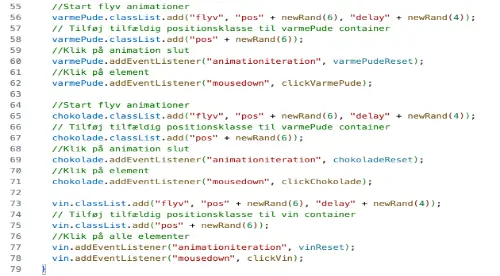 55 //Start flyv animationer
56 varmePude.classList.add("flyv", "pos" + newRand(6), "delay" + newRand(4));
57 // Tilføj tilfældig positionsklasse til varmePude container
58 varmePude.classList.add("pos" + newRand(6));
59 //Klik på animation slut
60 varmePude.addEventListener("animationiteration", varmePudeReset);
61 //Klik på element
62 varmePude.addEventListener("mousedown", clickVarmePude);
63
64 //Start flyv animationer
65 chokolade.classList.add("flyv", "pos" + newRand(6), "delay" + newRand(4));
66 // Tilføj tilfældig positionsklasse til varmePude container
67 chokolade.classList.add("pos" + newRand(6));
68 //Klik på animation slut
69 chokolade.addEventListener("animationiteration", chokoladeReset);
70 //Klik på element
71 chokolade.addEventListener("mousedown", clickChokolade);
72
73 vin.classList.add("flyv", "pos" + newRand(6), "delay" + newRand(4));
74 // Tilføj tilfældig positionsklasse til vin container
75 vin.classList.add("pos" + newRand(6));
76 //Klik på alle elementer
77 vin.addEventListener("animationiteration", vinReset);
78 vin.addEventListener("mousedown", clickVin);
79 }